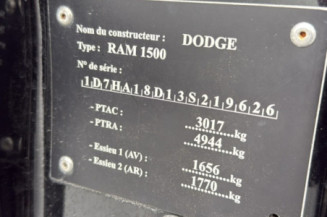 Nom du constructeur : DODGE
Type : RAM 1500
N° de série :
1D7HA18D13S219626
- PTAC : 3017 kg
- PTRA : 4944 kg
- Essieu 1 (AV) : 1656 kg
- Essieu 2 (AR) : 1770 kg